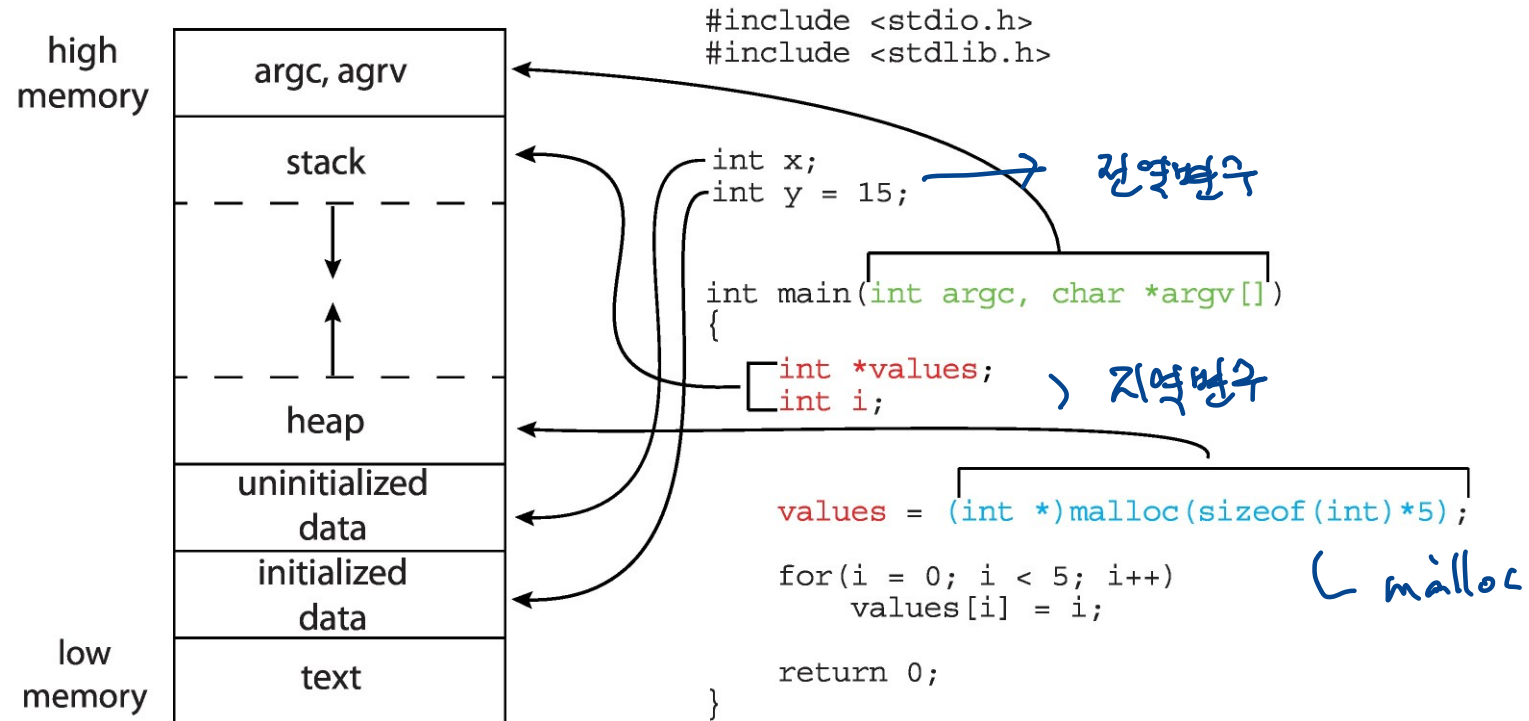 #include <stdio.h>
#include <stdlib.h>
high
memory
argc, agrv
stack
heap
uninitialized
data
initialized
data
text
low
memory
int x;
int y = 15;
전역변수
int main(int argc, char *argv[])
{
int *values;
int i;
지역변수
values = (int *)malloc(sizeof(int)*5);
malloc
for(i = 0; i < 5; i++)
values[i] = i;
return 0;
}